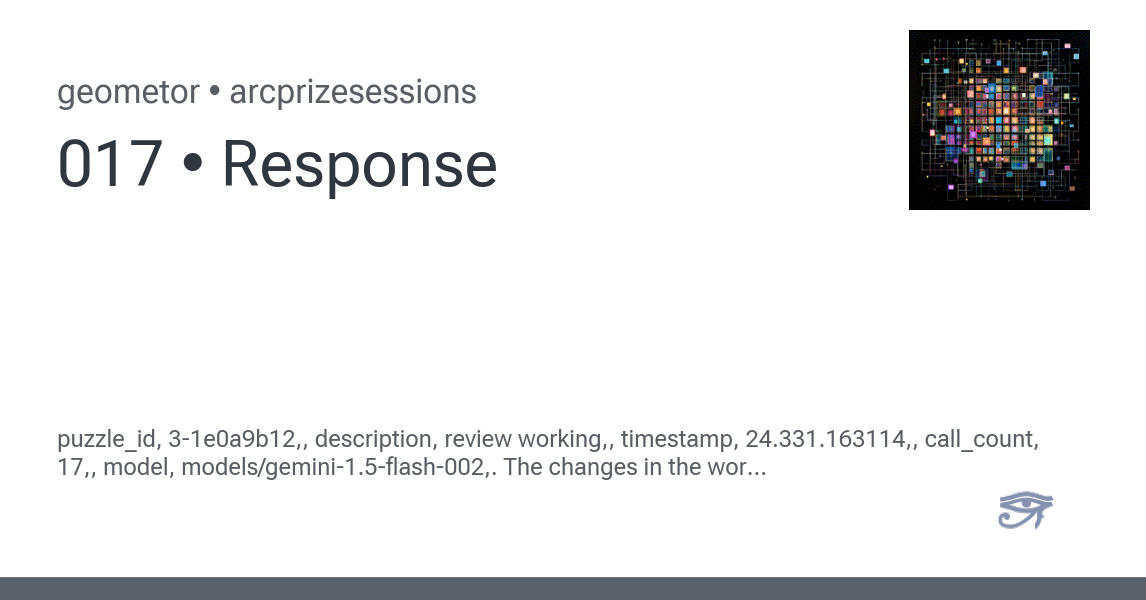 geometor • arcprizesessions
017 • Response
puzzle_id, 3-1e0a9b12,, description, review working,, timestamp, 24.331.163114,, call_count,
17,, model, models/gemini-1.5-flash-002,. The changes in the wor...